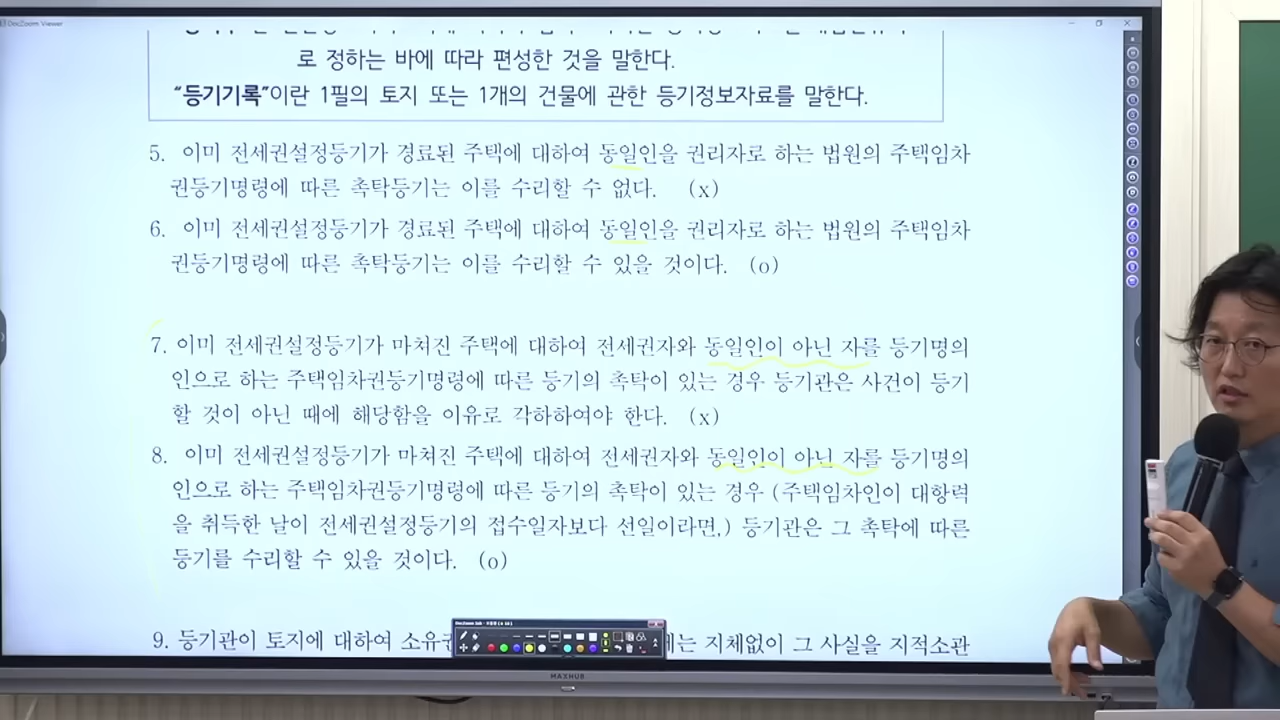 DocZoom Viewer
로 정하는 바에 따라 편성한 것을 말한다.
“등기기록”이란 1필의 토지 또는 1개의 건물에 관한 등기정보자료를 말한다.
5. 이미 전세권설정등기가 경료된 주택에 대하여 동일인을 권리자로 하는 법원의 주택임차
권등기명령에 따른 촉탁등기는 이를 수리할 수 없다. (x)
6. 이미 전세권설정등기가 경료된 주택에 대하여 동일인을 권리자로 하는 법원의 주택임차
권등기명령에 따른 촉탁등기는 이를 수리할 수 있을 것이다. (o)
7. 이미 전세권설정등기가 마쳐진 주택에 대하여 전세권자와 동일인이 아닌 자를 등기명의
인으로 하는 주택임차권등기명령에 따른 등기의 촉탁이 있는 경우 등기관은 사건이 등기
할 것이 아닌 때에 해당함을 이유로 각하하여야 한다. (x)
8. 이미 전세권설정등기가 마쳐진 주택에 대하여 전세권자와 동일인이 아닌 자를 등기명의
인으로 하는 주택임차권등기명령에 따른 등기의 촉탁이 있는 경우 (주택임차인이 대항력
을 취득한 날이 전세권설정등기의 접수일자보다 선일이라면,) 등기관은 그 촉탁에 따른
등기를 수리할 수 있을 것이다. (o)
9. 등기관이 토지에 대하여 소유 는 지체없이 그 사실을 지적소관
MAXHUB